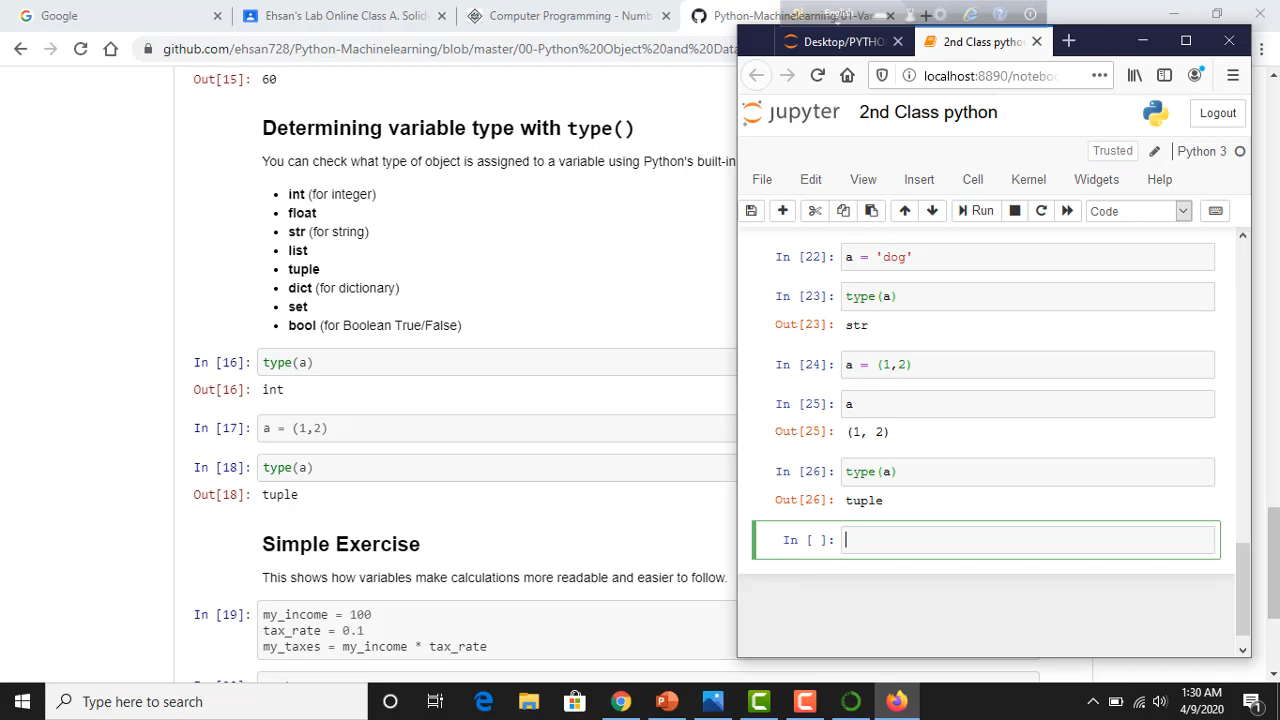 Google
Ehsan's Lab Online Class A. Solid
Computer Programming - Numb
Python-Machinelearning/01-Var
github.com/ehsan728/Python-Machinelearning/blob/master/00-Python%20Object%20and%20Data
Out[15]: 60
Determining variable type with type()
You can check what type of object is assigned to a variable using Python's built-in
int (for integer)
float
str (for string)
list
tuple
dict (for dictionary)
set
bool (for Boolean True/False)
In [16]: type(a)
Out[16]: int
In [17]: a = (1,2)
In [18]: type(a)
Out[18]: tuple
Simple Exercise
This shows how variables make calculations more readable and easier to follow.
In [19]: my_income = 100
tax_rate = 0.1
my_taxes = my_income * tax_rate
Desktop/PYTHO
2nd Class python
localhost:8890/noteboo
jupyter 2nd Class python
Logout
Trusted
Python 3
File Edit View Insert Cell Kernel Widgets Help
Run
Code
In [22]: a = 'dog'
In [23]: type(a)
Out[23]: str
In [24]: a = (1,2)
In [25]: a
Out[25]: (1, 2)
In [26]: type(a)
Out[26]: tuple
In [ ]:
Type here to search
1:30 AM
4/9/2020